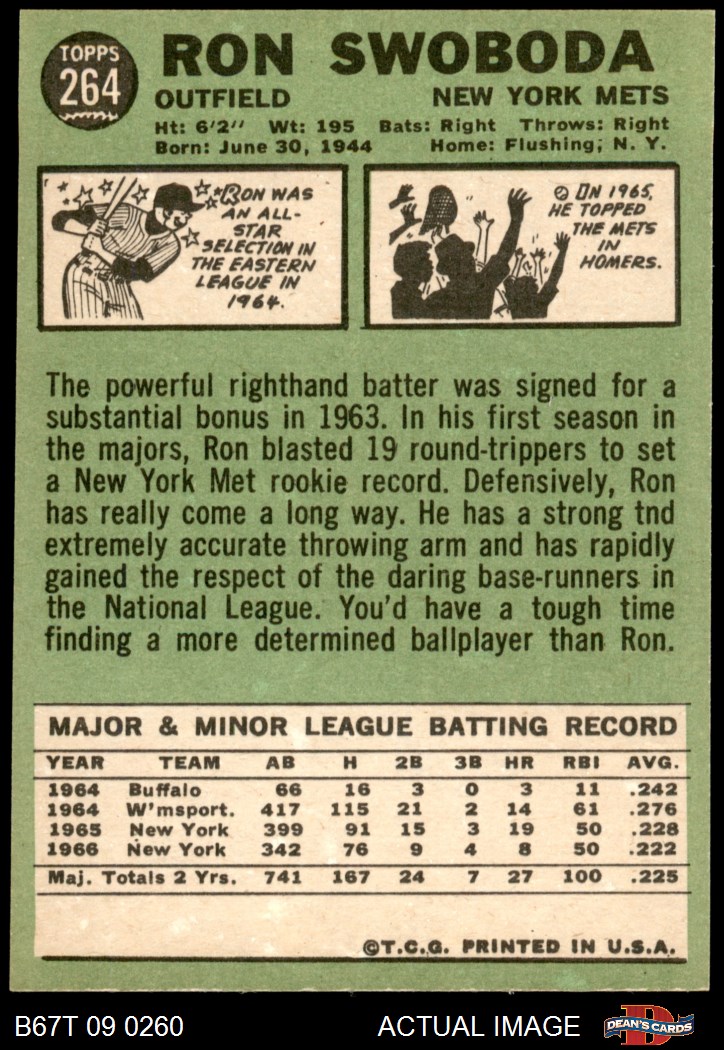 TOPPS
264
RON SWOBODA
OUTFIELD NEW YORK METS
Ht: 6'2" Wt: 195 Bats: Right Throws: Right
Born: June 30, 1944 Home: Flushing, N. Y.
RON WAS
AN ALL-
STAR
SELECTION IN
THE EASTERN
LEAGUE IN
1964.
IN 1965,
HE TOPPED
THE METS
IN
HOMERS.
The powerful righthand batter was signed for a
substantial bonus in 1963. In his first season in
the majors, Ron blasted 19 round-trippers to set
a New York Met rookie record. Defensively, Ron
has really come a long way. He has a strong tnd
extremely accurate throwing arm and has rapidly
gained the respect of the daring base-runners in
the National League. You'd have a tough time
finding a more determined ballplayer than Ron.
MAJOR & MINOR LEAGUE BATTING RECORD
YEAR TEAM AB H 2B 3B HR RBI AVG.
1964 Buffalo 66 16 3 0 3 11 .242
1964 W'msport. 417 115 21 2 14 61 .276
1965 New York 399 91 15 3 19 50 .228
1966 New York 342 76 9 4 8 50 .222
Maj. Totals 2 Yrs. 741 167 24 7 27 100 .225
©T.C.G. PRINTED IN U.S.A.
B67T 09 0260 ACTUAL IMAGE D DEAN'S CARDS